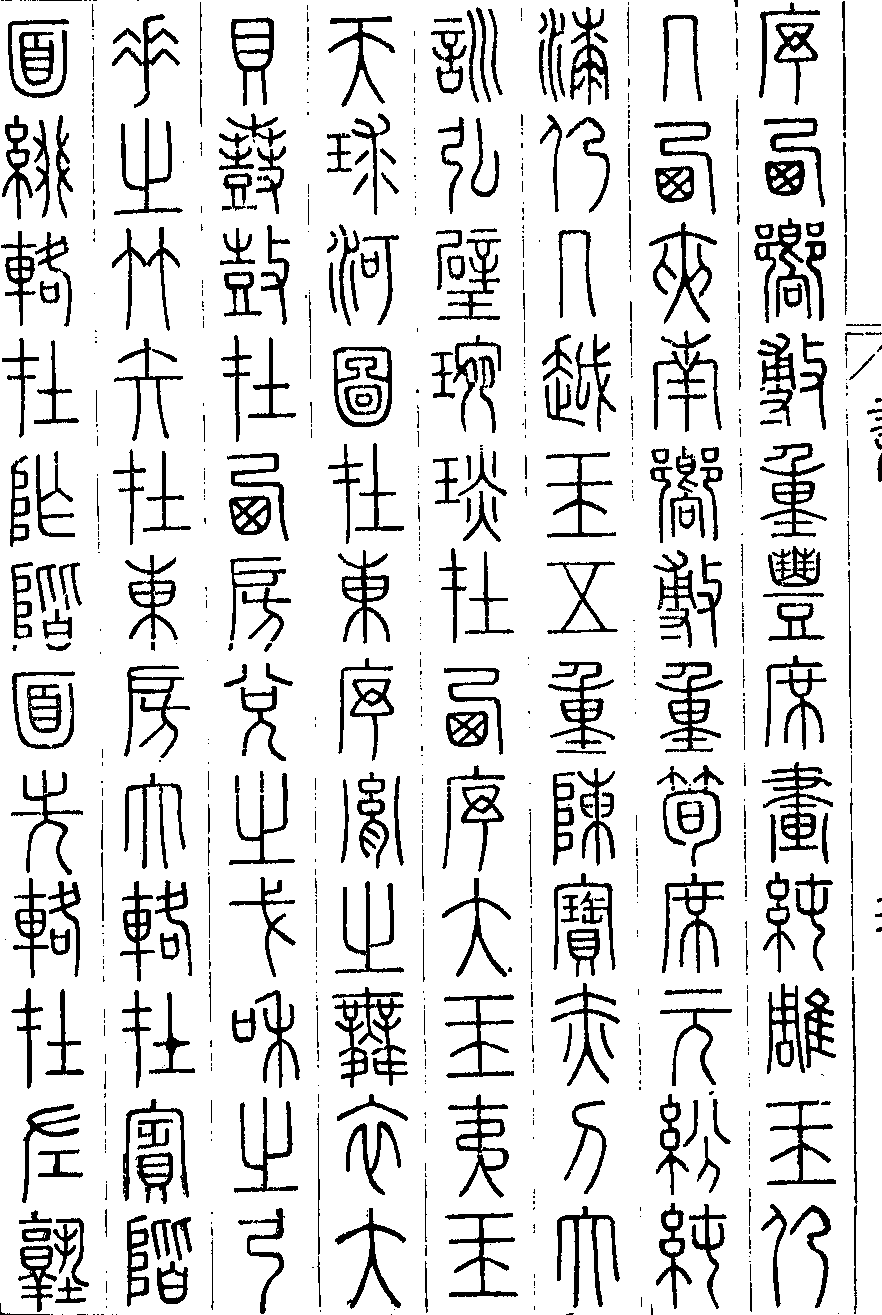 序西嚮敷重豐席畫純雕玉仍
几西夾南嚮敷重筍席元紛純
漆仍几越玉五重陳寶赤刀大
訓弘璧琬琰在西序大玉夷玉
天球河圖在東序胤之舞衣大
貝鼖鼓在西房兌之戈和之弓
垂之竹矢在東房大輅在賓階
面綴輅在阼階面先輅在左塾